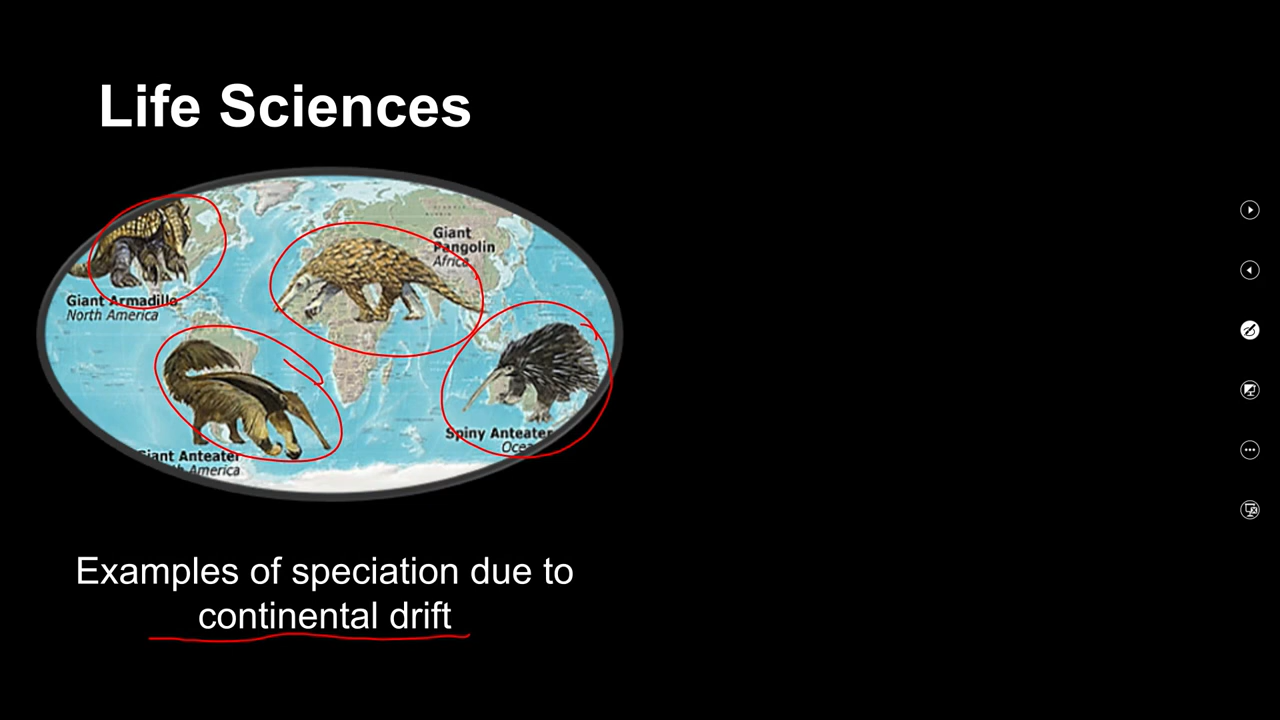 Life Sciences
Giant
Pangolin
Africa
Giant Armadillo
North America
Spiny Anteater
Giant Anteater
America
Examples of speciation due to
continental drift